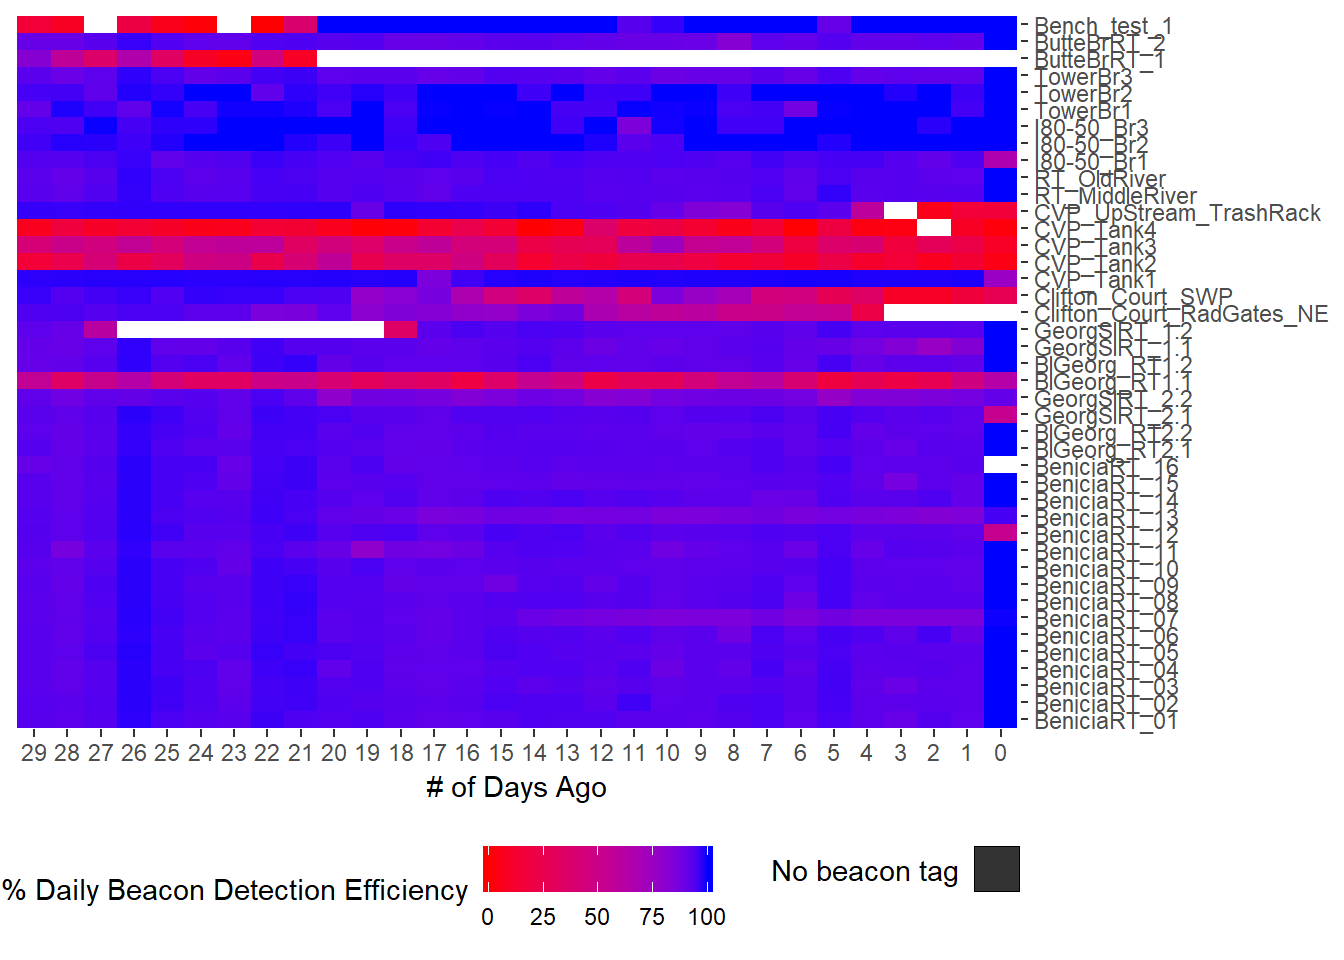 Bench_test_1
ButteBrRT_2
ButteBrRT_1
TowerBr3
TowerBr2
TowerBr1
I80-50_Br3
I80-50_Br2
I80-50_Br1
RT_OldRiver
RT_MiddleRiver
CVP_UpStream_TrashRack
CVP_Tank4
CVP_Tank3
CVP_Tank2
CVP_Tank1
Clifton_Court_SWP
Clifton_Court_RadGates_NE
GeorgSlRT_1.2
GeorgSlRT_1.1
BlGeorg_RT1.2
BlGeorg_RT1.1
GeorgSlRT_2.2
GeorgSlRT_2.1
BlGeorg_RT2.2
BlGeorg_RT2.1
BeniciaRT_16
BeniciaRT_15
BeniciaRT_14
BeniciaRT_13
BeniciaRT_12
BeniciaRT_11
BeniciaRT_10
BeniciaRT_09
BeniciaRT_08
BeniciaRT_07
BeniciaRT_06
BeniciaRT_05
BeniciaRT_04
BeniciaRT_03
BeniciaRT_02
BeniciaRT_01
29 28 27 26 25 24 23 22 21 20 19 18 17 16 15 14 13 12 11 10 9 8 7 6 5 4 3 2 1 0
# of Days Ago
% Daily Beacon Detection Efficiency
0 25 50 75 100
No beacon tag